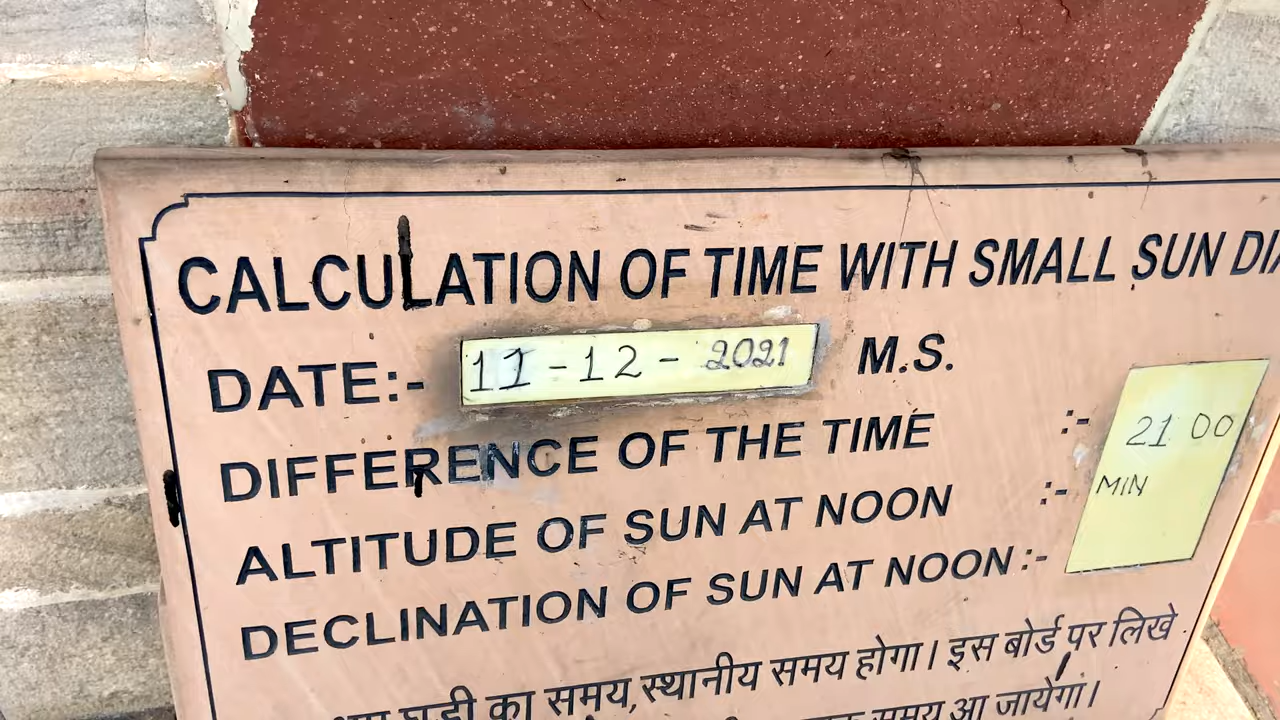 CALCULATION OF TIME WITH SMALL SUN DI
DATE:- 11-12-2021 M.S.
DIFFERENCE OF THE TIME :- 21 00
MIN
ALTITUDE OF SUN AT NOON :-
DECLINATION OF SUN AT NOON :-
घड़ी का समय, स्थानीय समय होगा। इस बोर्ड पर लिखे
समय आ जायेगा।